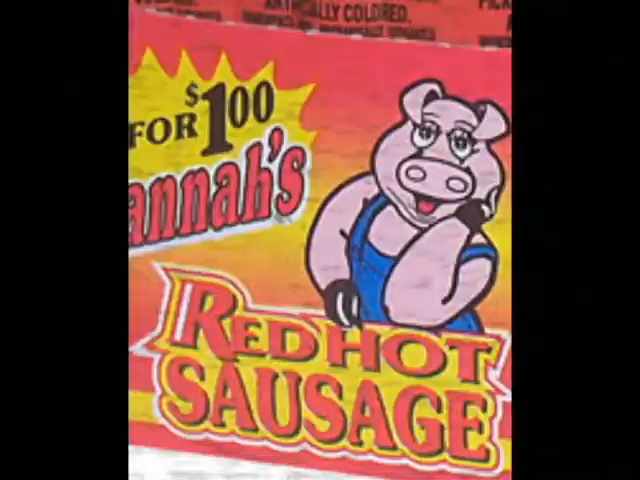 ARTIFICIALLY COLORED.
FOR $1.00
annah's
RED HOT
SAUSAGE